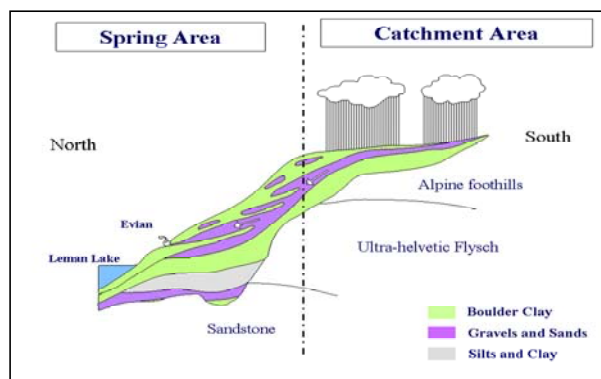 Spring Area
Catchment Area
North
South
Alpine foothills
Evian
Ultra-helvetic Flysch
Leman Lake
Boulder Clay
Gravels and Sands
Sandstone
Silts and Clay